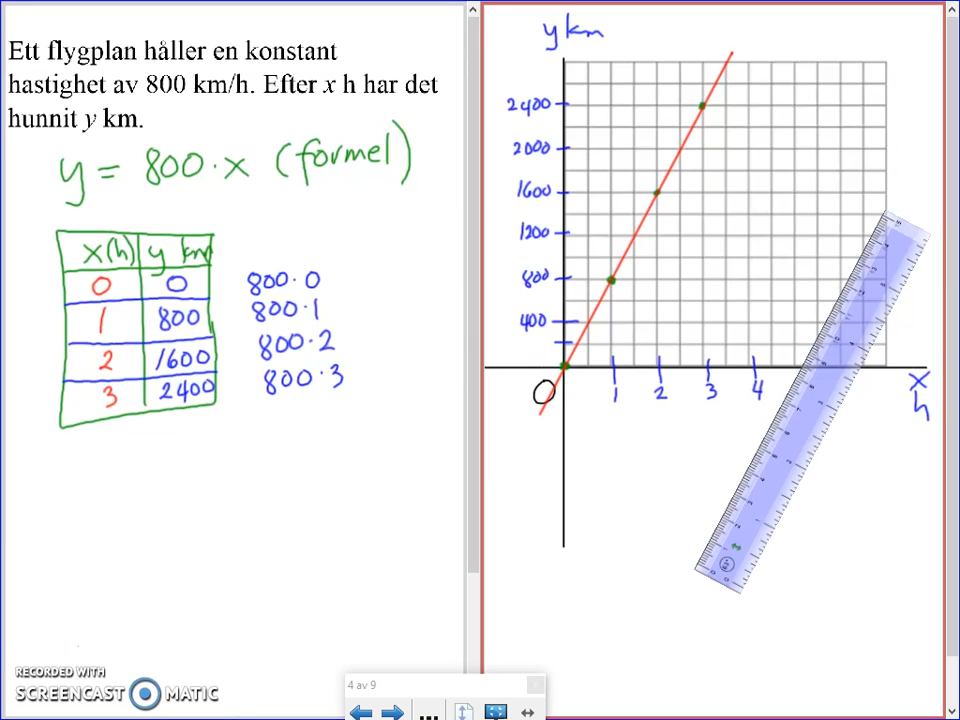 Ett flygplan håller en konstant
hastighet av 800 km/h. Efter x h har det
hunnit y km.
y = 800·x (formel)
x(h) y km
0 0 800·0
1 800 800·1
2 1600 800·2
3 2400 800·3
RECORDED WITH
SCREENCAST MATIC
4 av 9
y km
2400
2000
1600
1200
800
400
0 1 2 3 4
x
h